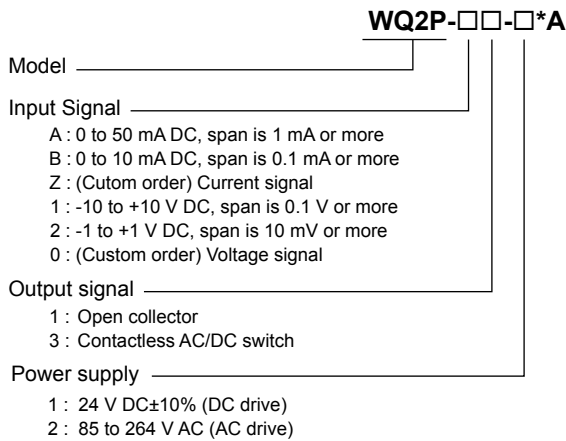 WQ2P-□□-□*A
Model
Input Signal
A : 0 to 50 mA DC, span is 1 mA or more
B : 0 to 10 mA DC, span is 0.1 mA or more
Z : (Cutom order) Current signal
1 : -10 to +10 V DC, span is 0.1 V or more
2 : -1 to +1 V DC, span is 10 mV or more
0 : (Custom order) Voltage signal
Output signal
1 : Open collector
3 : Contactless AC/DC switch
Power supply
1 : 24 V DC±10% (DC drive)
2 : 85 to 264 V AC (AC drive)